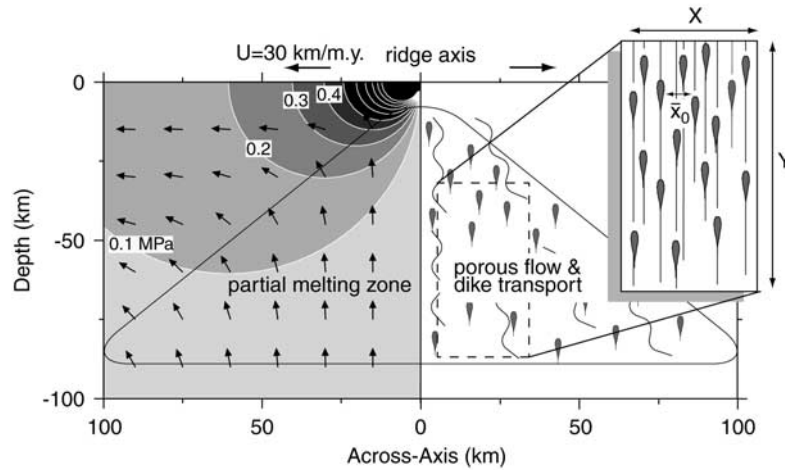 U=30 km/m.y. ridge axis
X
0
0.4
0.3
0.2
0.1 MPa
x̄₀
Y
-50
-100
Depth (km)
partial melting zone
porous flow &
dike transport
100 50 0 50 100
Across-Axis (km)